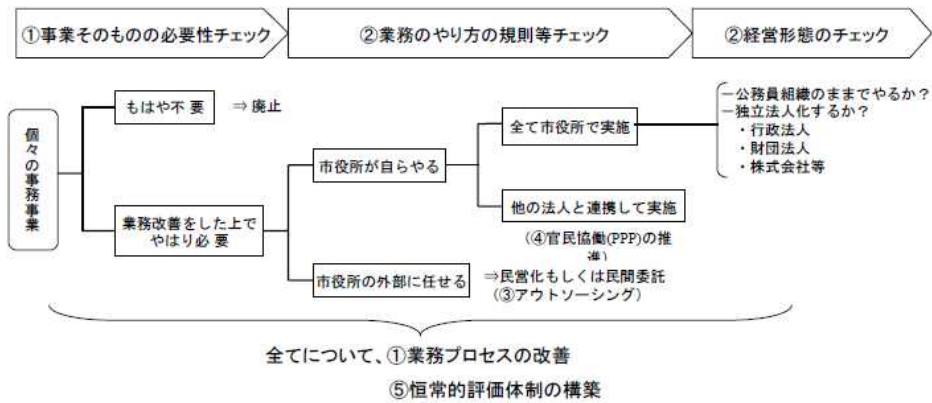 ①事業そのものの必要性チェック
②業務のやり方の規則等チェック
②経営形態のチェック
個々の事務事業
もはや不 要
⇒ 廃止
業務改善をした上で
やはり必 要
市役所が自らやる
市役所の外部に任せる
⇒民営化もしくは民間委託
(③アウトソーシング)
全て市役所で実施
他の法人と連携して実施
(④官民協働(PPP)の推
進)
－公務員組織のままでやるか?
－独立法人化するか?
・行政法人
・財団法人
・株式会社等
全てについて、①業務プロセスの改善
⑤恒常的評価体制の構築